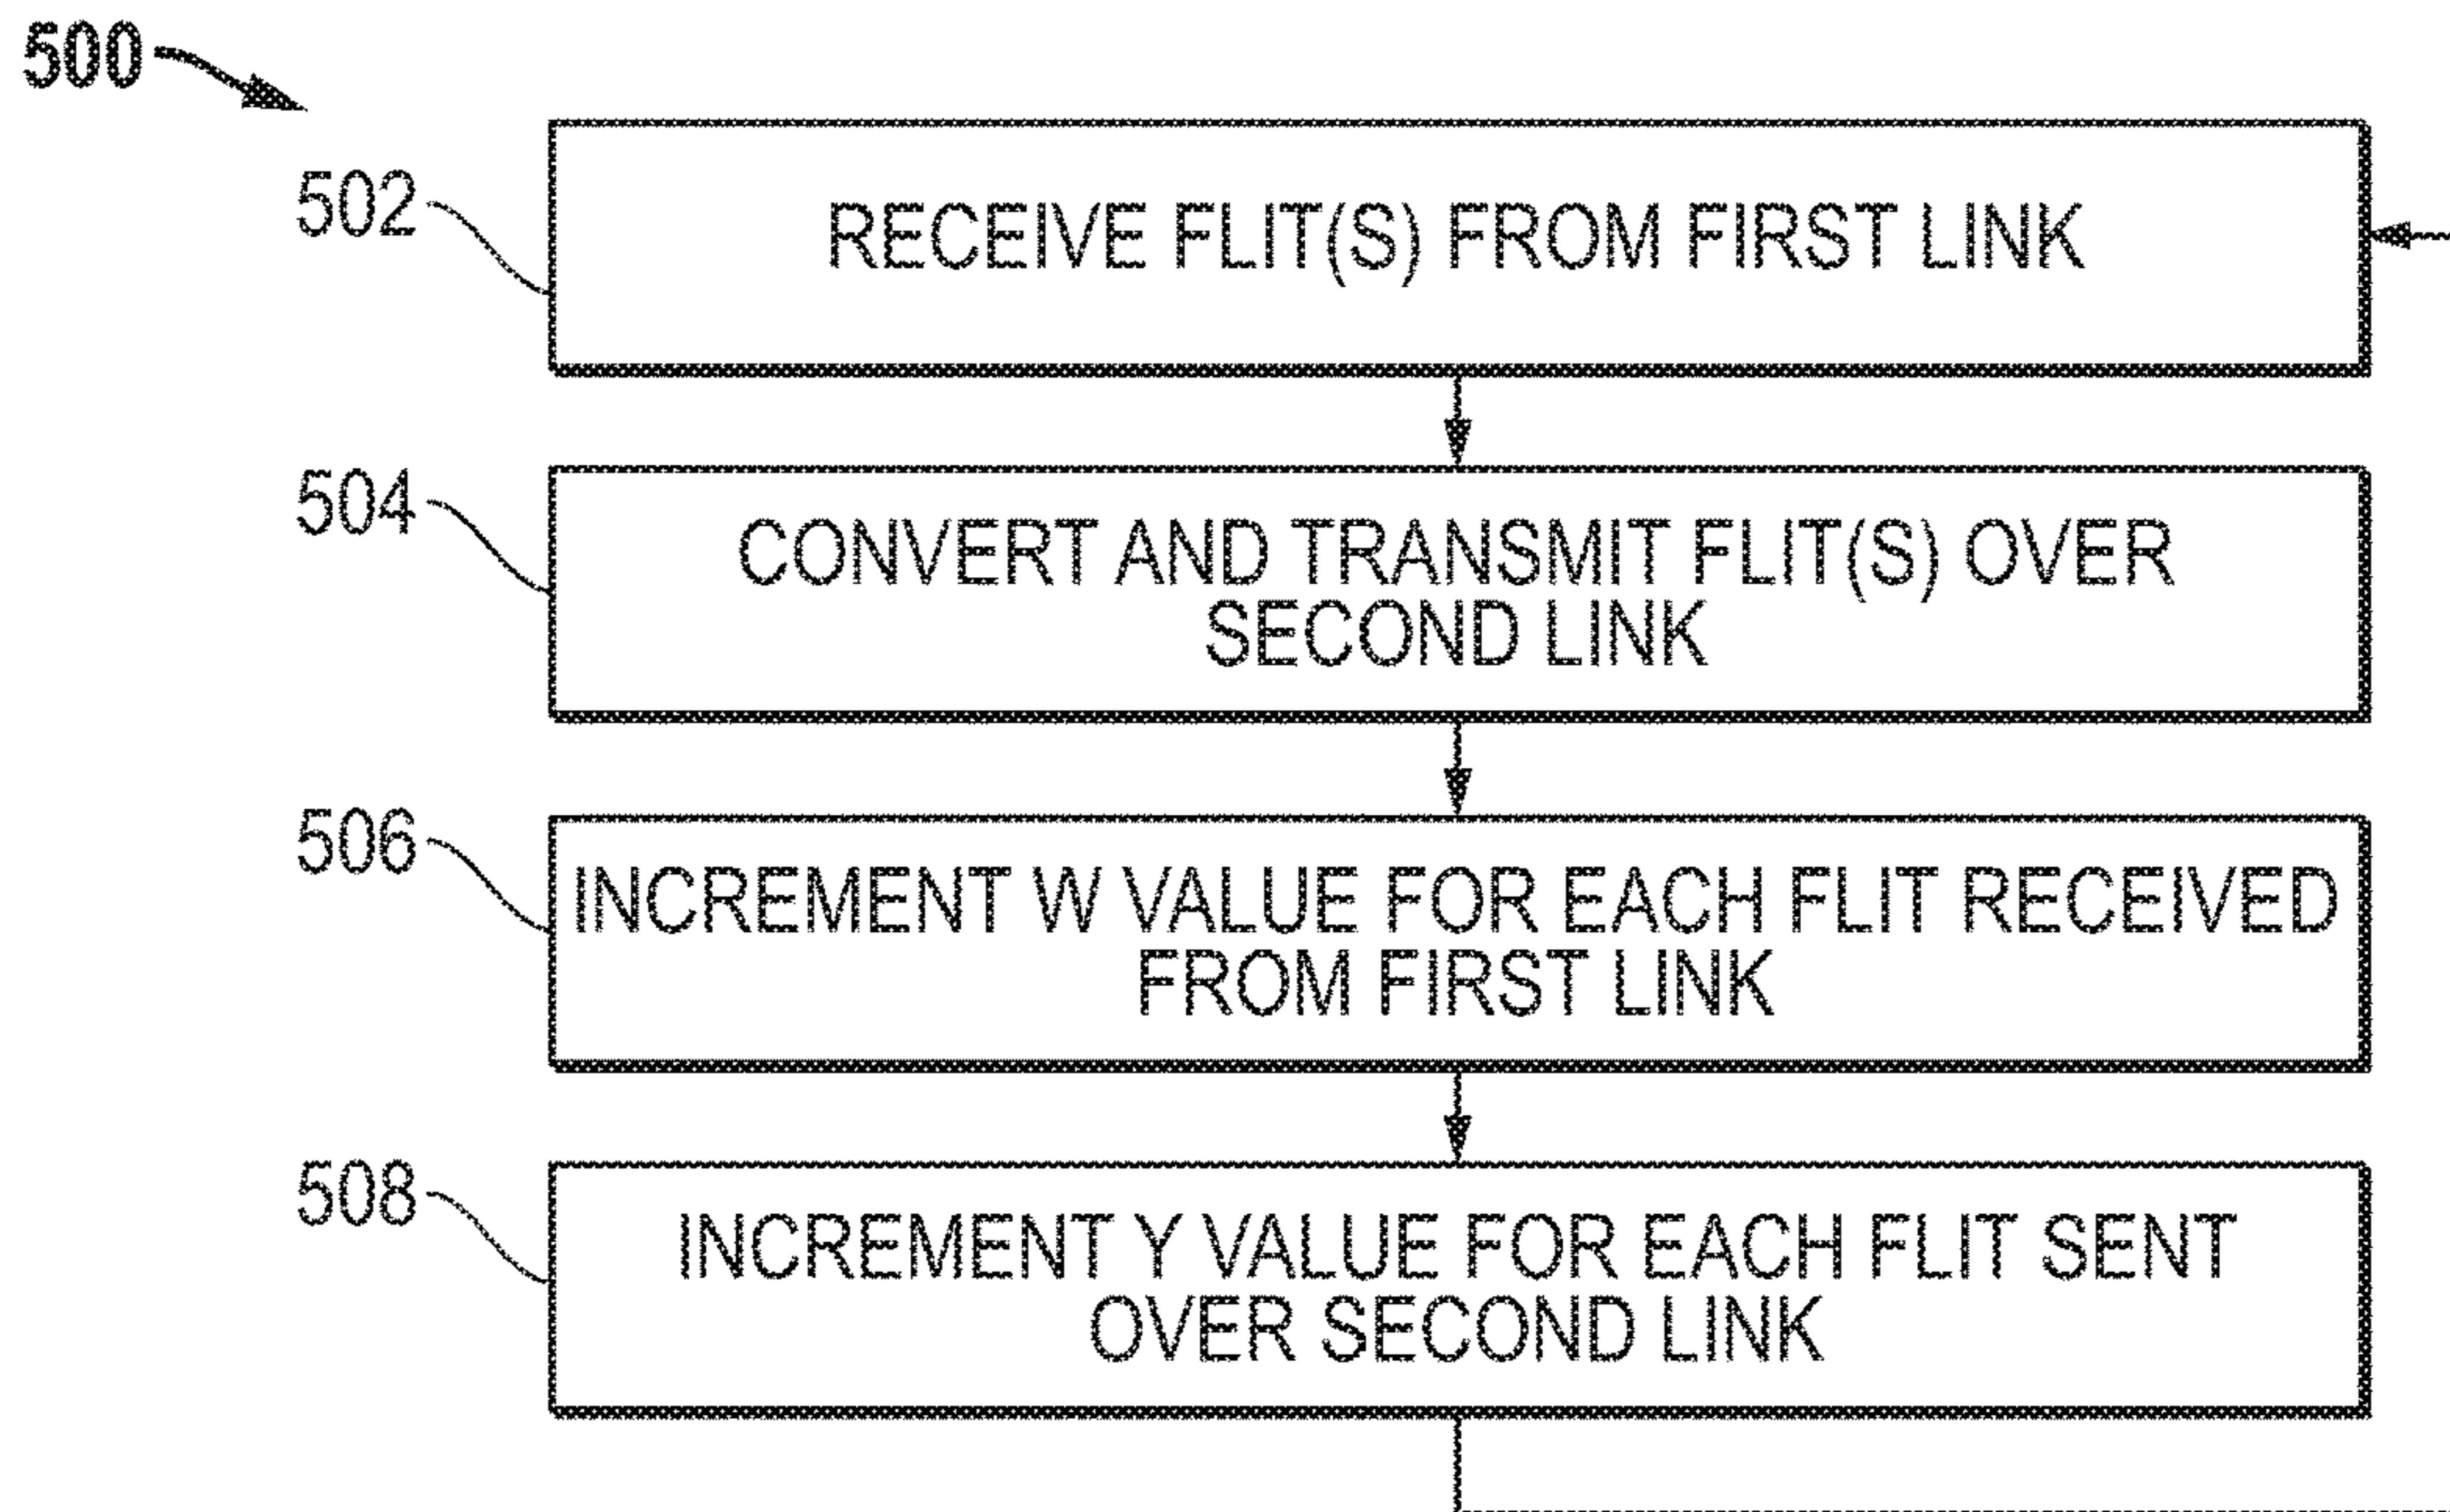 500
502
RECEIVE FLIT(S) FROM FIRST LINK
504
CONVERT AND TRANSMIT FLIT(S) OVER
SECOND LINK
506
INCREMENT W VALUE FOR EACH FLIT RECEIVED
FROM FIRST LINK
508
INCREMENT Y VALUE FOR EACH FLIT SENT
OVER SECOND LINK